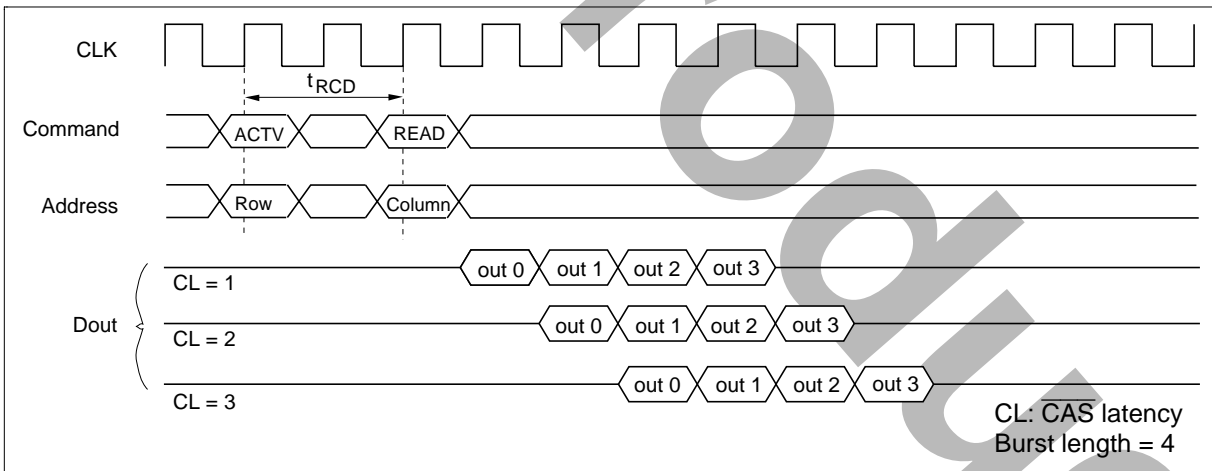 CLK
tRCD
Command
ACTV
READ
Address
Row
Column
out 0 out 1 out 2 out 3
CL = 1
Dout
out 0 out 1 out 2 out 3
CL = 2
out 0 out 1 out 2 out 3
CL = 3
CL: C̅A̅S̅ latency
Burst length = 4